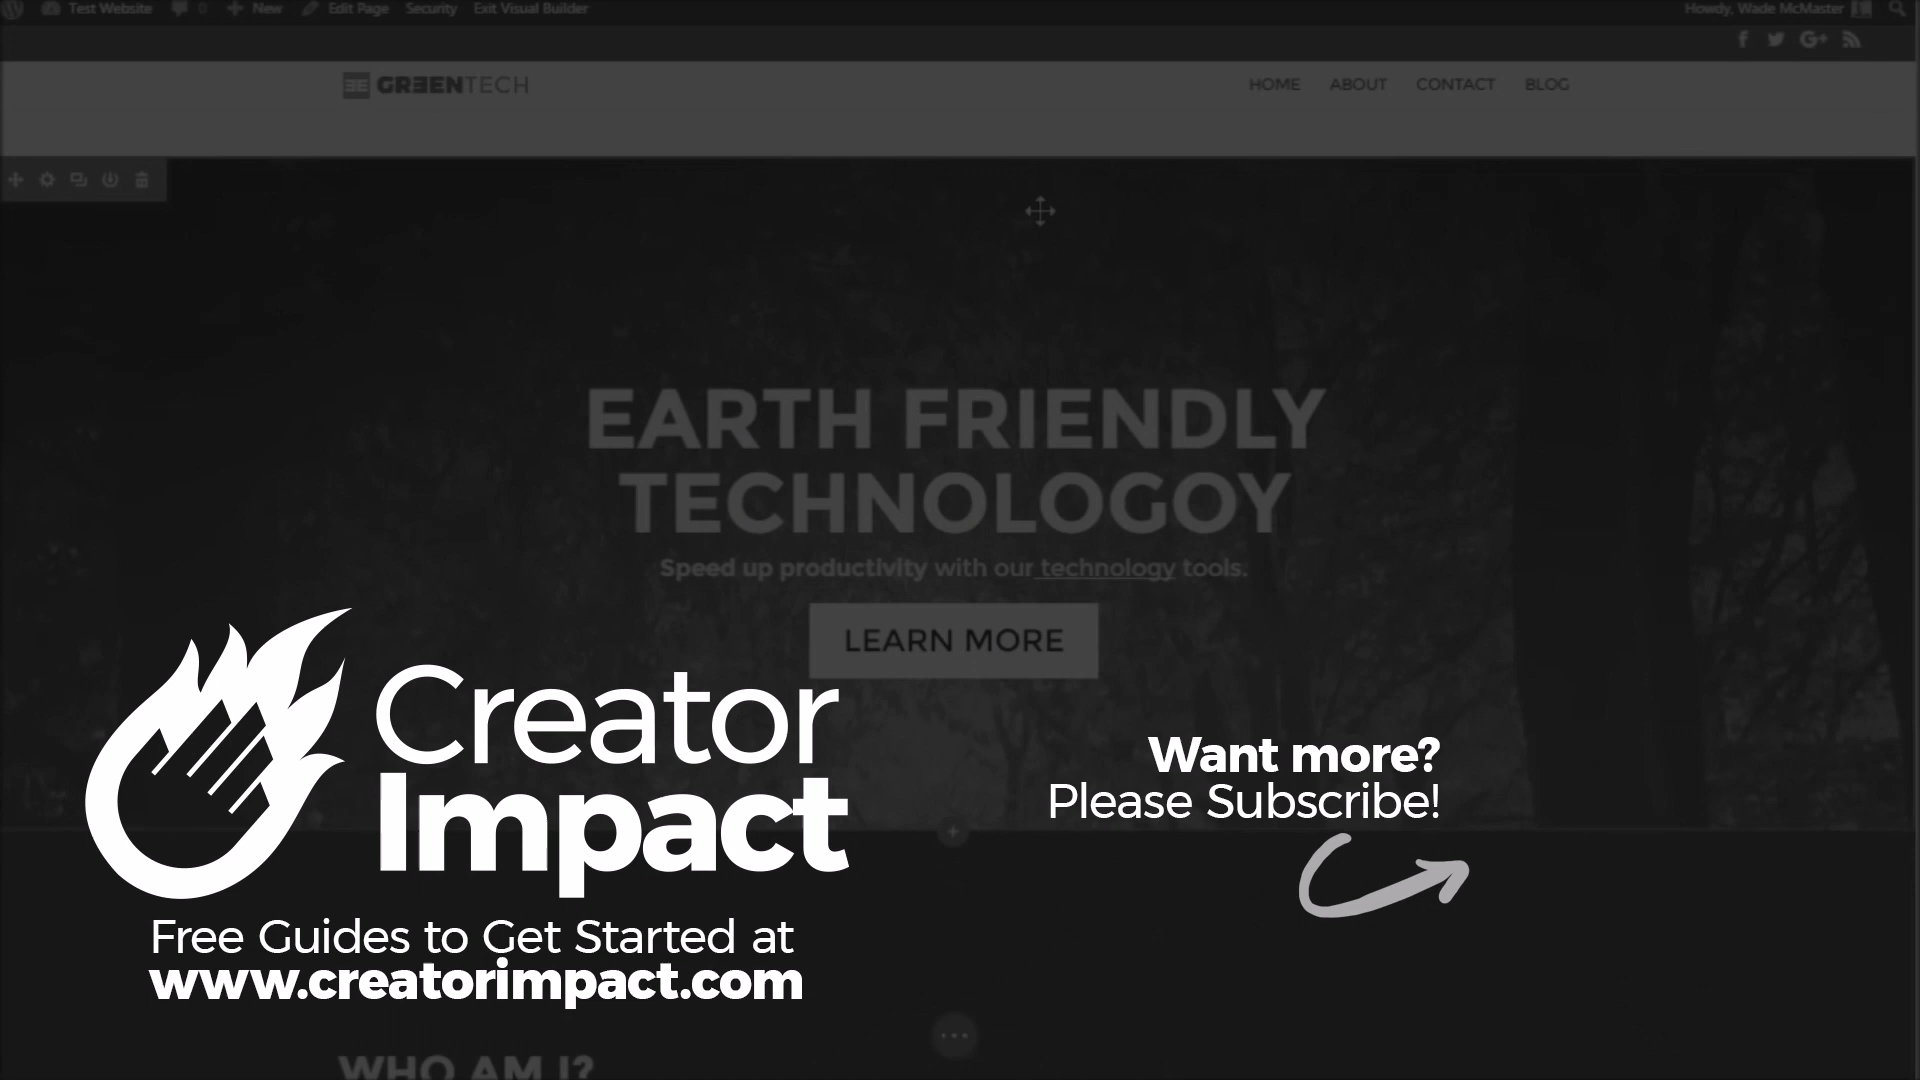 Test Website 0 New Edit Page Security Exit Visual Builder Howdy, Wade McMaster
GREENTECH HOME ABOUT CONTACT BLOG
EARTH FRIENDLY
TECHNOLOGOY
Speed up productivity with our technology tools.
LEARN MORE
Creator
Impact
Free Guides to Get Started at
www.creatorimpact.com
Want more?
Please Subscribe!
WHO AM I?